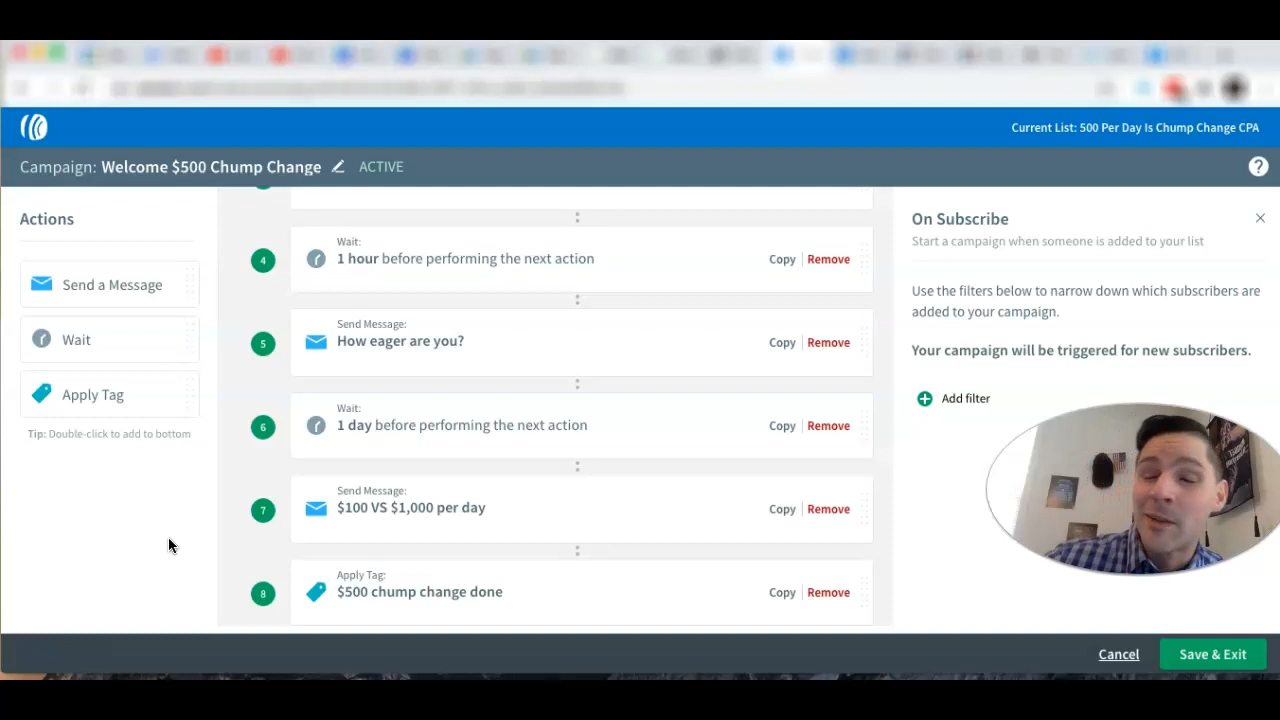 Current List: 500 Per Day Is Chump Change CPA
Campaign: Welcome $500 Chump Change ACTIVE
?
Actions
Send a Message
Wait
Apply Tag
Tip: Double-click to add to bottom
4
Wait:
1 hour before performing the next action
Copy Remove
5
Send Message:
How eager are you?
Copy Remove
6
Wait:
1 day before performing the next action
Copy Remove
7
Send Message:
$100 VS $1,000 per day
Copy Remove
8
Apply Tag:
$500 chump change done
Copy Remove
On Subscribe
Start a campaign when someone is added to your list
Use the filters below to narrow down which subscribers are
added to your campaign.
Your campaign will be triggered for new subscribers.
Add filter
Cancel
Save & Exit